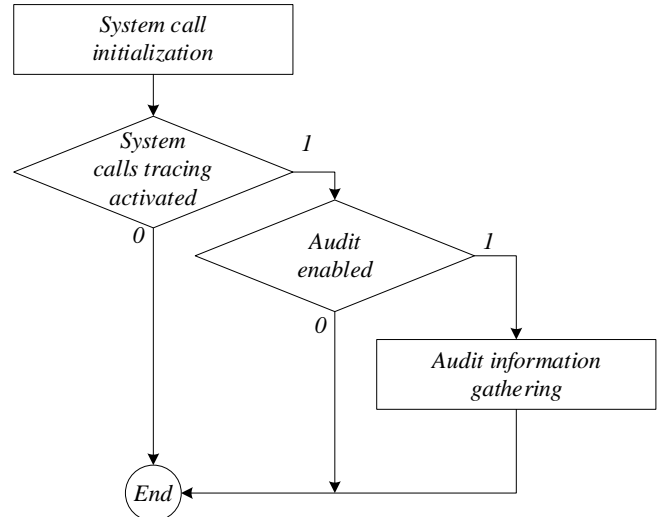 System call
initialization
System
calls tracing
activated
1
0
Audit
enabled
1
0
Audit information
gathering
End